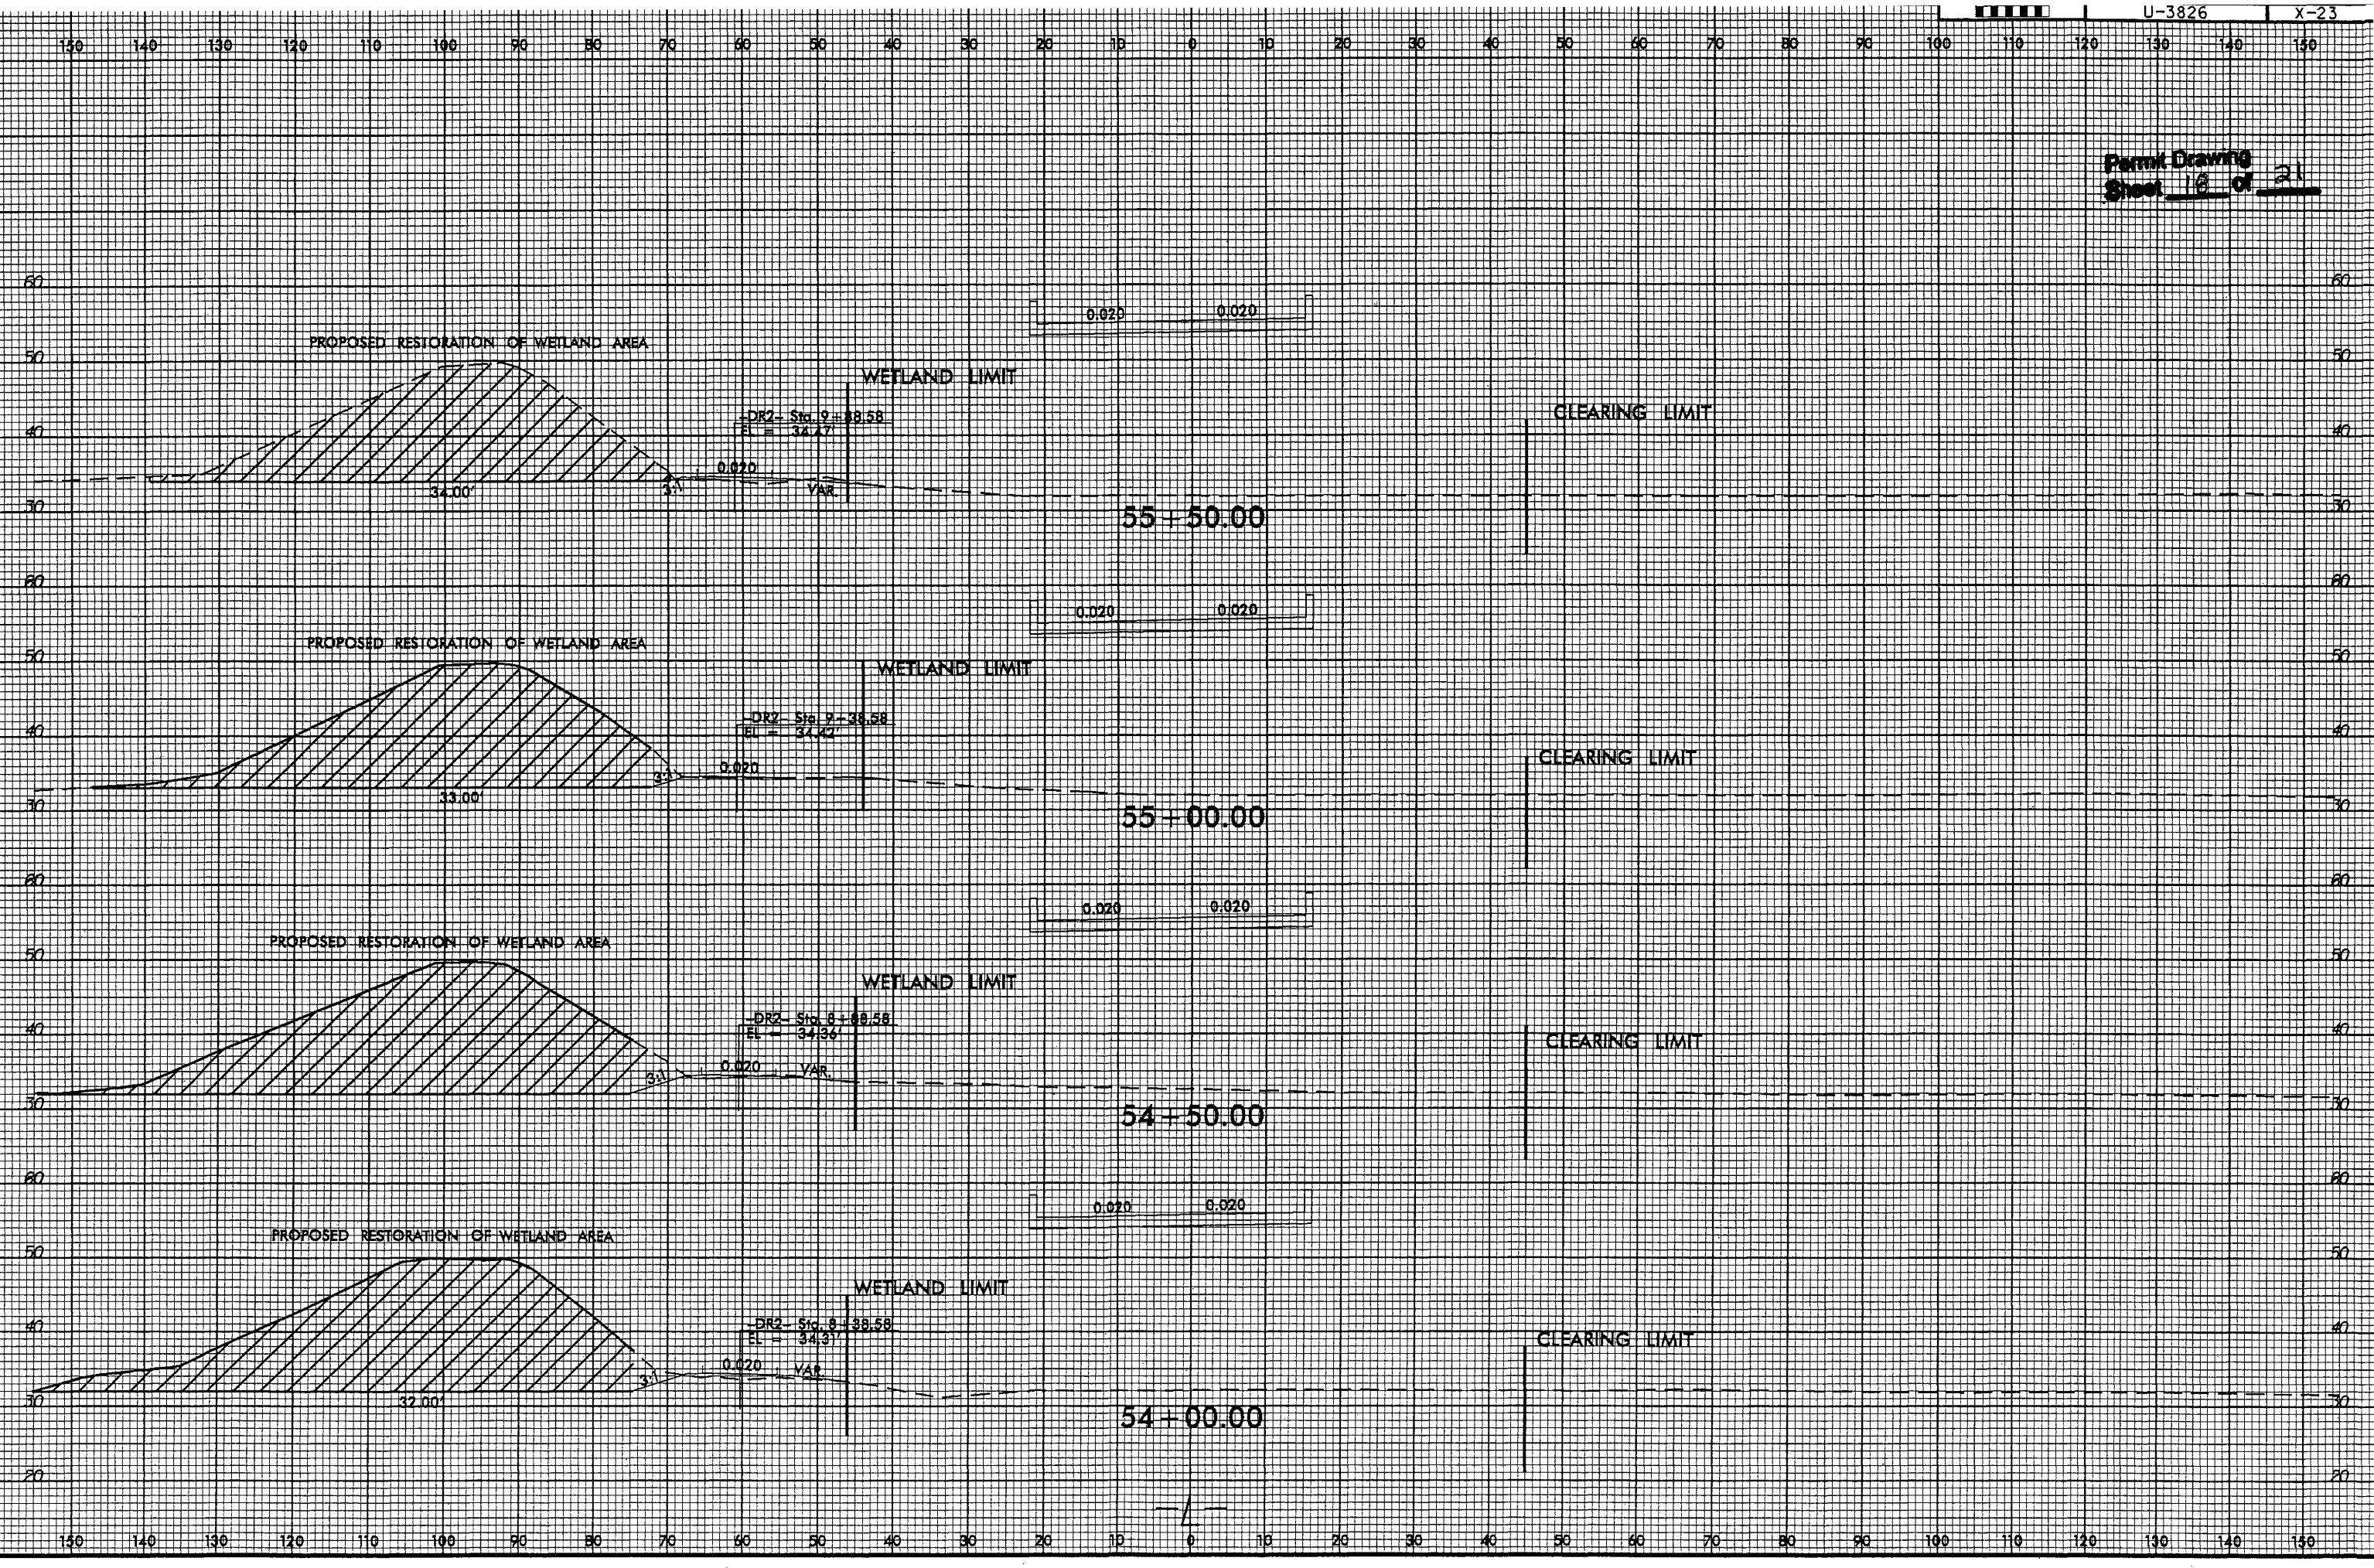 U-3826 X-23
150 140 130 120 110 100 90 80 70 60 50 40 30 20 10 0 10 20 30 40 50 60 70 80 90 100 110 120 130 140 150
Permit Drawing
Sheet 18 of 21
60 60
0.020 0.020
PROPOSED RESTORATION OF WETLAND AREA
50 50
WETLAND LIMIT
-DR2- Sta. 9+88.58
EL = 34.47'
CLEARING LIMIT
40 40
0.020
34.00'
3:1
VAR.
30 30
55+50.00
60 60
0.020 0.020
PROPOSED RESTORATION OF WETLAND AREA
50 50
WETLAND LIMIT
-DR2- Sta. 9+38.58
EL = 34.42'
40 40
CLEARING LIMIT
3:1
0.020
33.00'
30 30
55+00.00
60 60
0.020 0.020
PROPOSED RESTORATION OF WETLAND AREA
50 50
WETLAND LIMIT
-DR2- Sta. 8+88.58
EL = 34.36'
40 40
CLEARING LIMIT
3:1
0.020
VAR.
30 30
54+50.00
60 60
0.020 0.020
PROPOSED RESTORATION OF WETLAND AREA
50 50
WETLAND LIMIT
-DR2- Sta. 8+38.58
EL = 34.31'
40 40
CLEARING LIMIT
3:1
0.020
VAR.
32.00'
30 30
54+00.00
20 20
-L-
150 140 130 120 110 100 90 80 70 60 50 40 30 20 10 0 10 20 30 40 50 60 70 80 90 100 110 120 130 140 150